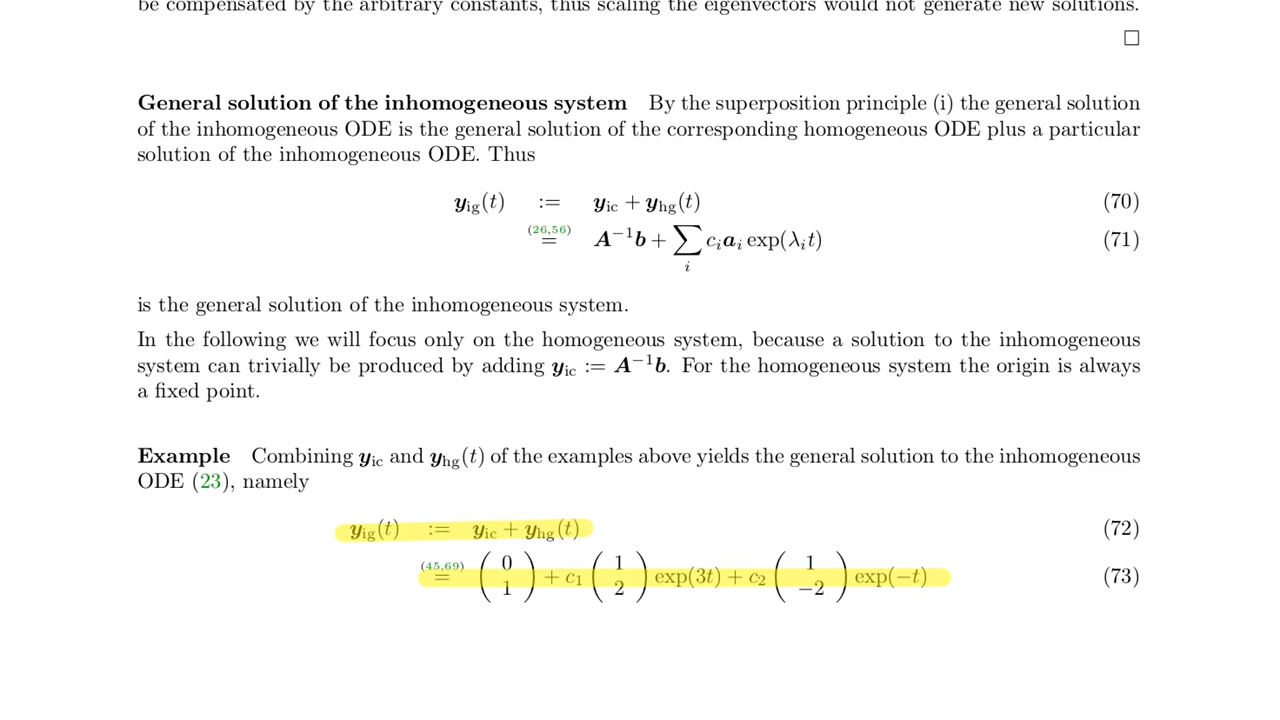 be compensated by the arbitrary constants, thus scaling the eigenvectors would not generate new solutions.
□
General solution of the inhomogeneous system By the superposition principle (i) the general solution
of the inhomogeneous ODE is the general solution of the corresponding homogeneous ODE plus a particular
solution of the inhomogeneous ODE. Thus
y_ig(t) := y_ic + y_hg(t) (70)
(26,56) = A⁻¹b + ∑_i c_i a_i exp(λ_i t) (71)
is the general solution of the inhomogeneous system.
In the following we will focus only on the homogeneous system, because a solution to the inhomogeneous
system can trivially be produced by adding y_ic := A⁻¹b. For the homogeneous system the origin is always
a fixed point.
Example Combining y_ic and y_hg(t) of the examples above yields the general solution to the inhomogeneous
ODE (23), namely
y_ig(t) := y_ic + y_hg(t) (72)
(45,69) = (0 1) + c₁ (1 2) exp(3t) + c₂ (1 −2) exp(−t) (73)